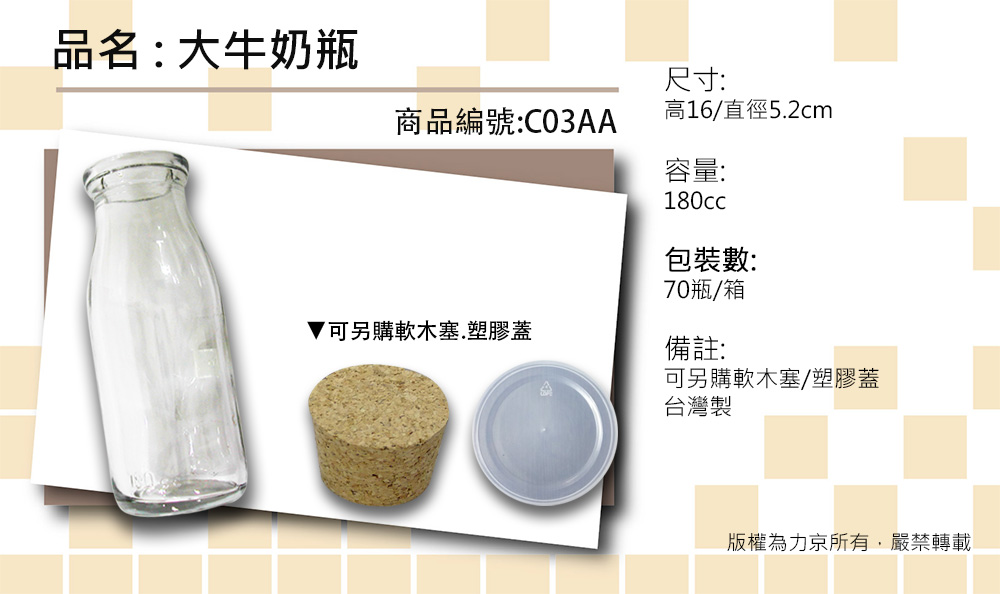 品名 : 大牛奶瓶
商品編號:C03AA
▼可另購軟木塞.塑膠蓋
尺寸:
高16/直徑5.2cm
容量:
180cc
包裝數:
70瓶/箱
備註:
可另購軟木塞/塑膠蓋
台灣製
版權為力京所有，嚴禁轉載